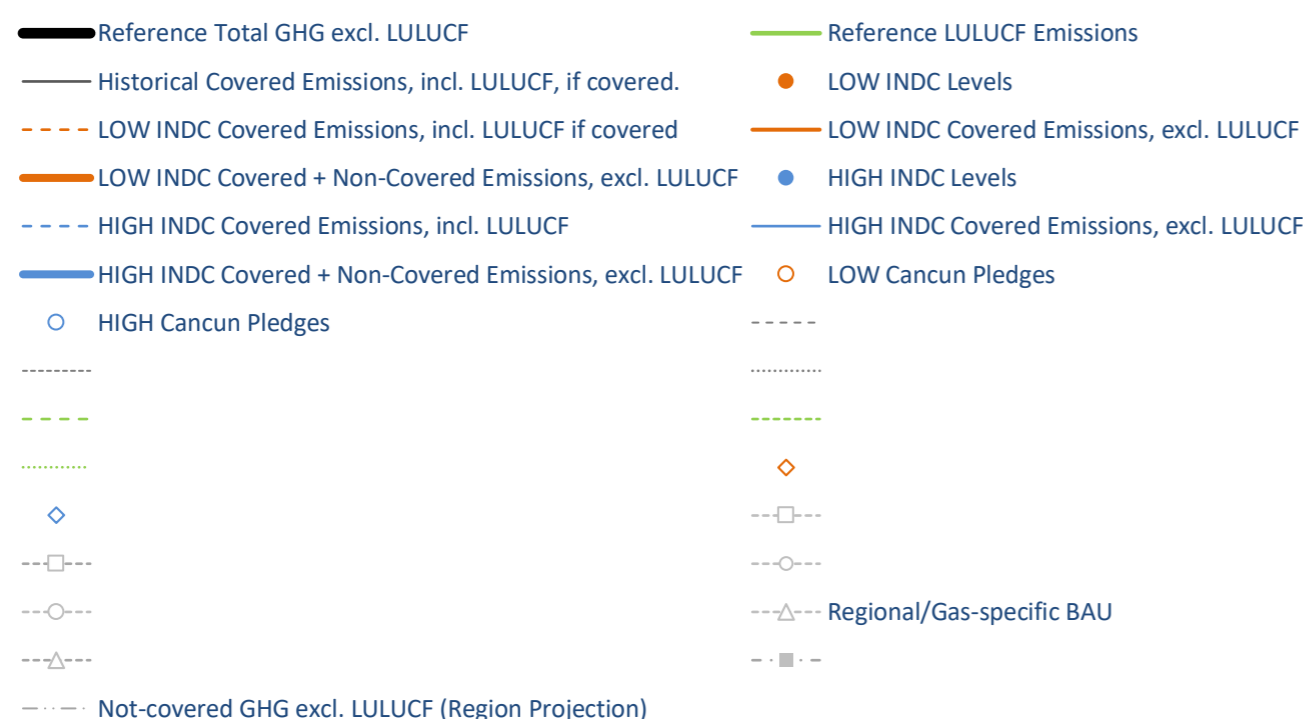 Reference Total GHG excl. LULUCF
Reference LULUCF Emissions
Historical Covered Emissions, incl. LULUCF, if covered.
LOW INDC Levels
LOW INDC Covered Emissions, incl. LULUCF if covered
LOW INDC Covered Emissions, excl. LULUCF
LOW INDC Covered + Non-Covered Emissions, excl. LULUCF
HIGH INDC Levels
HIGH INDC Covered Emissions, incl. LULUCF
HIGH INDC Covered Emissions, excl. LULUCF
HIGH INDC Covered + Non-Covered Emissions, excl. LULUCF
LOW Cancun Pledges
HIGH Cancun Pledges
Regional/Gas-specific BAU
Not-covered GHG excl. LULUCF (Region Projection)